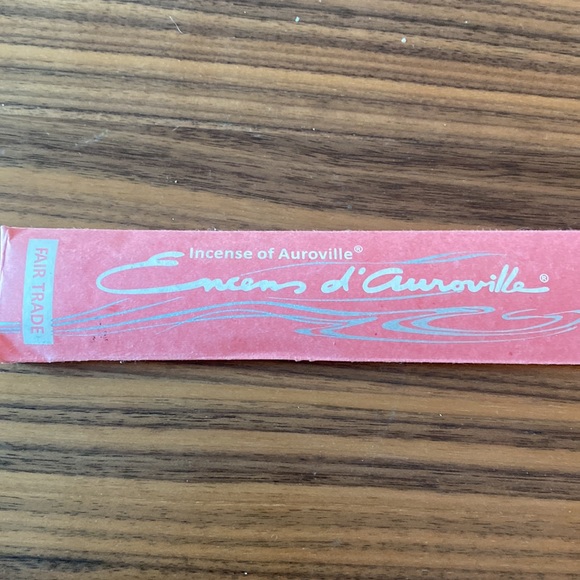 FAIR TRADE
Incense of Auroville®
Encens d'Auroville®